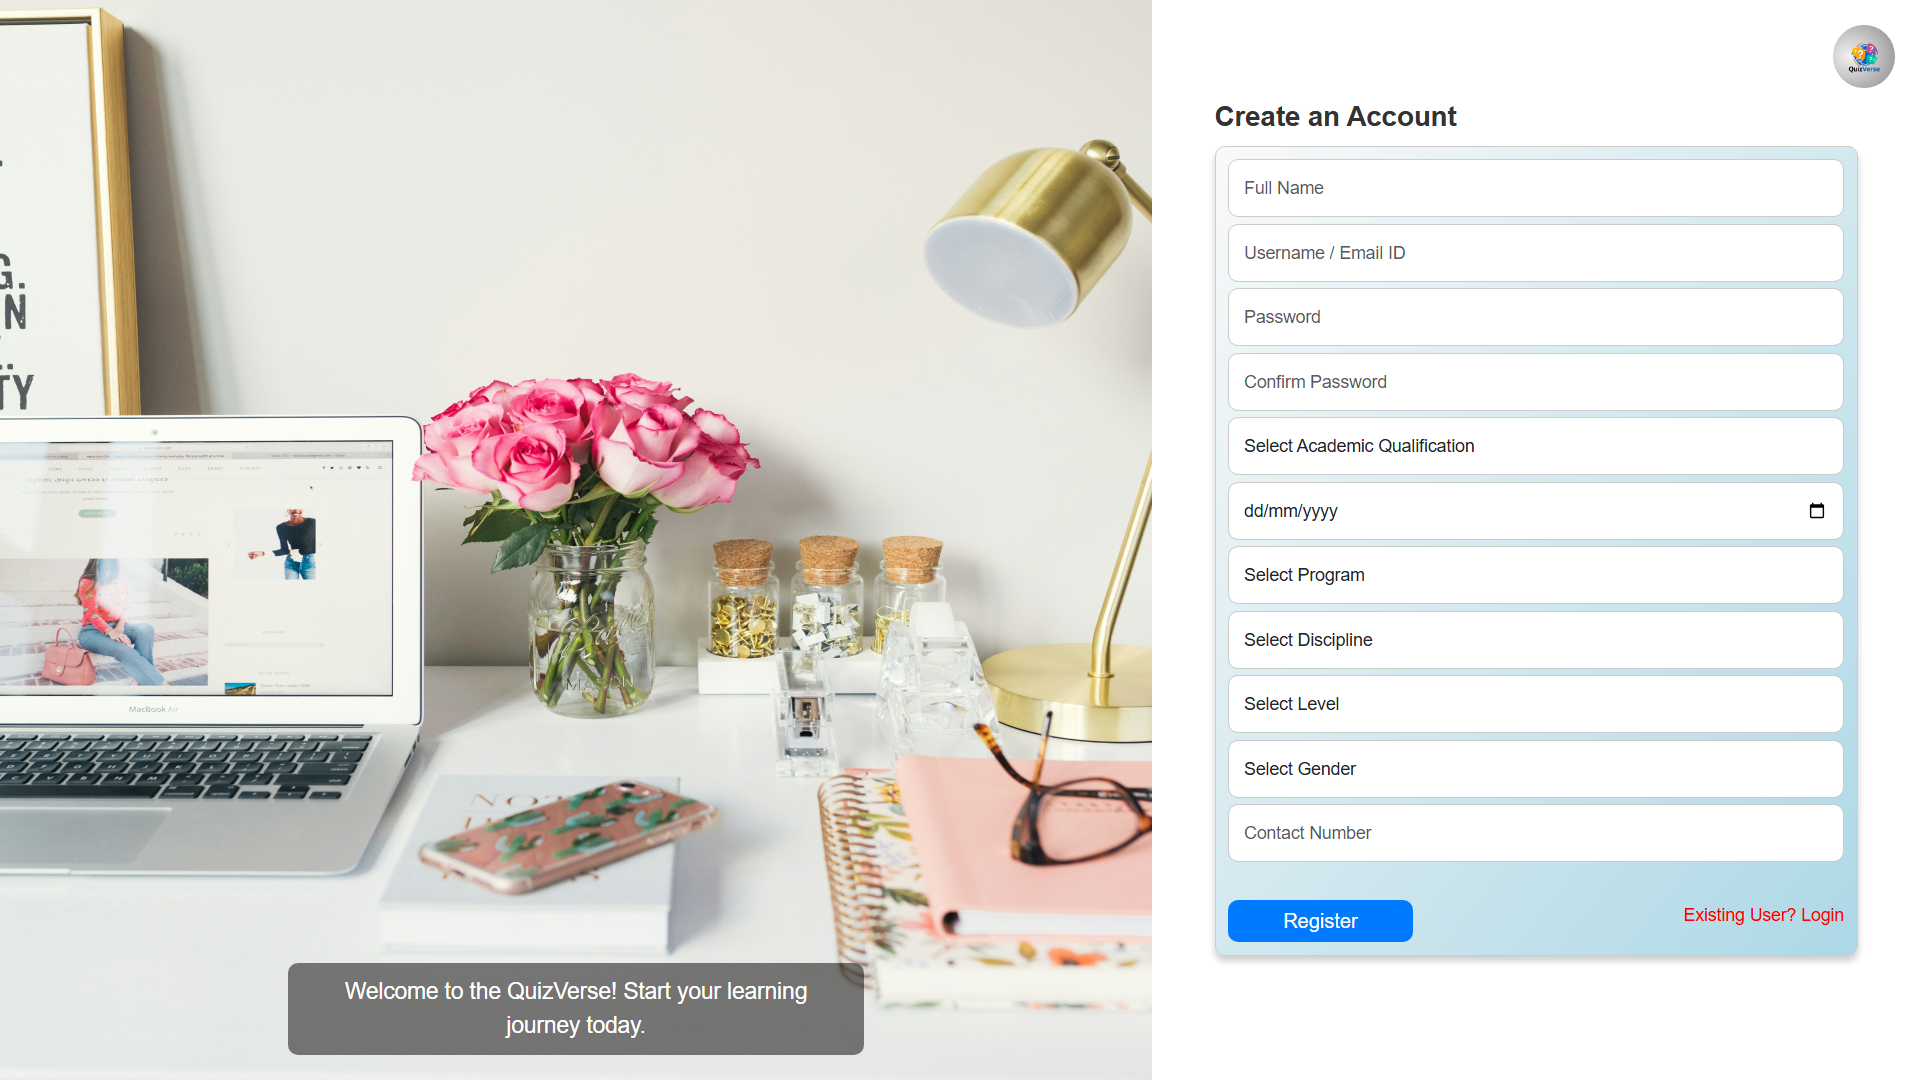 G.
N
TY
MacBook Air
MASON
QuizVerse
Create an Account
Full Name
Username / Email ID
Password
Confirm Password
Select Academic Qualification
dd/mm/yyyy
Select Program
Select Discipline
Select Level
Select Gender
Contact Number
Register
Existing User? Login
Welcome to the QuizVerse! Start your learning
journey today.